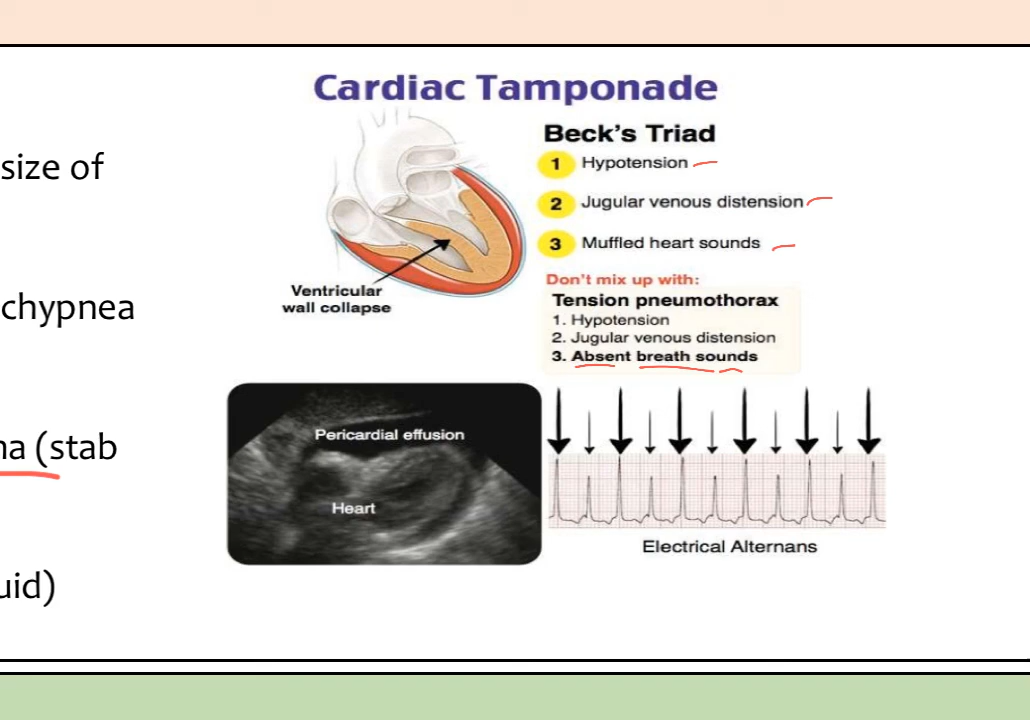 size of
chypnea
na (stab
uid)
Cardiac Tamponade
Beck's Triad
1 Hypotension
2 Jugular venous distension
3 Muffled heart sounds
Ventricular
wall collapse
Don't mix up with:
Tension pneumothorax
1. Hypotension
2. Jugular venous distension
3. Absent breath sounds
Pericardial effusion
Heart
Electrical Alternans